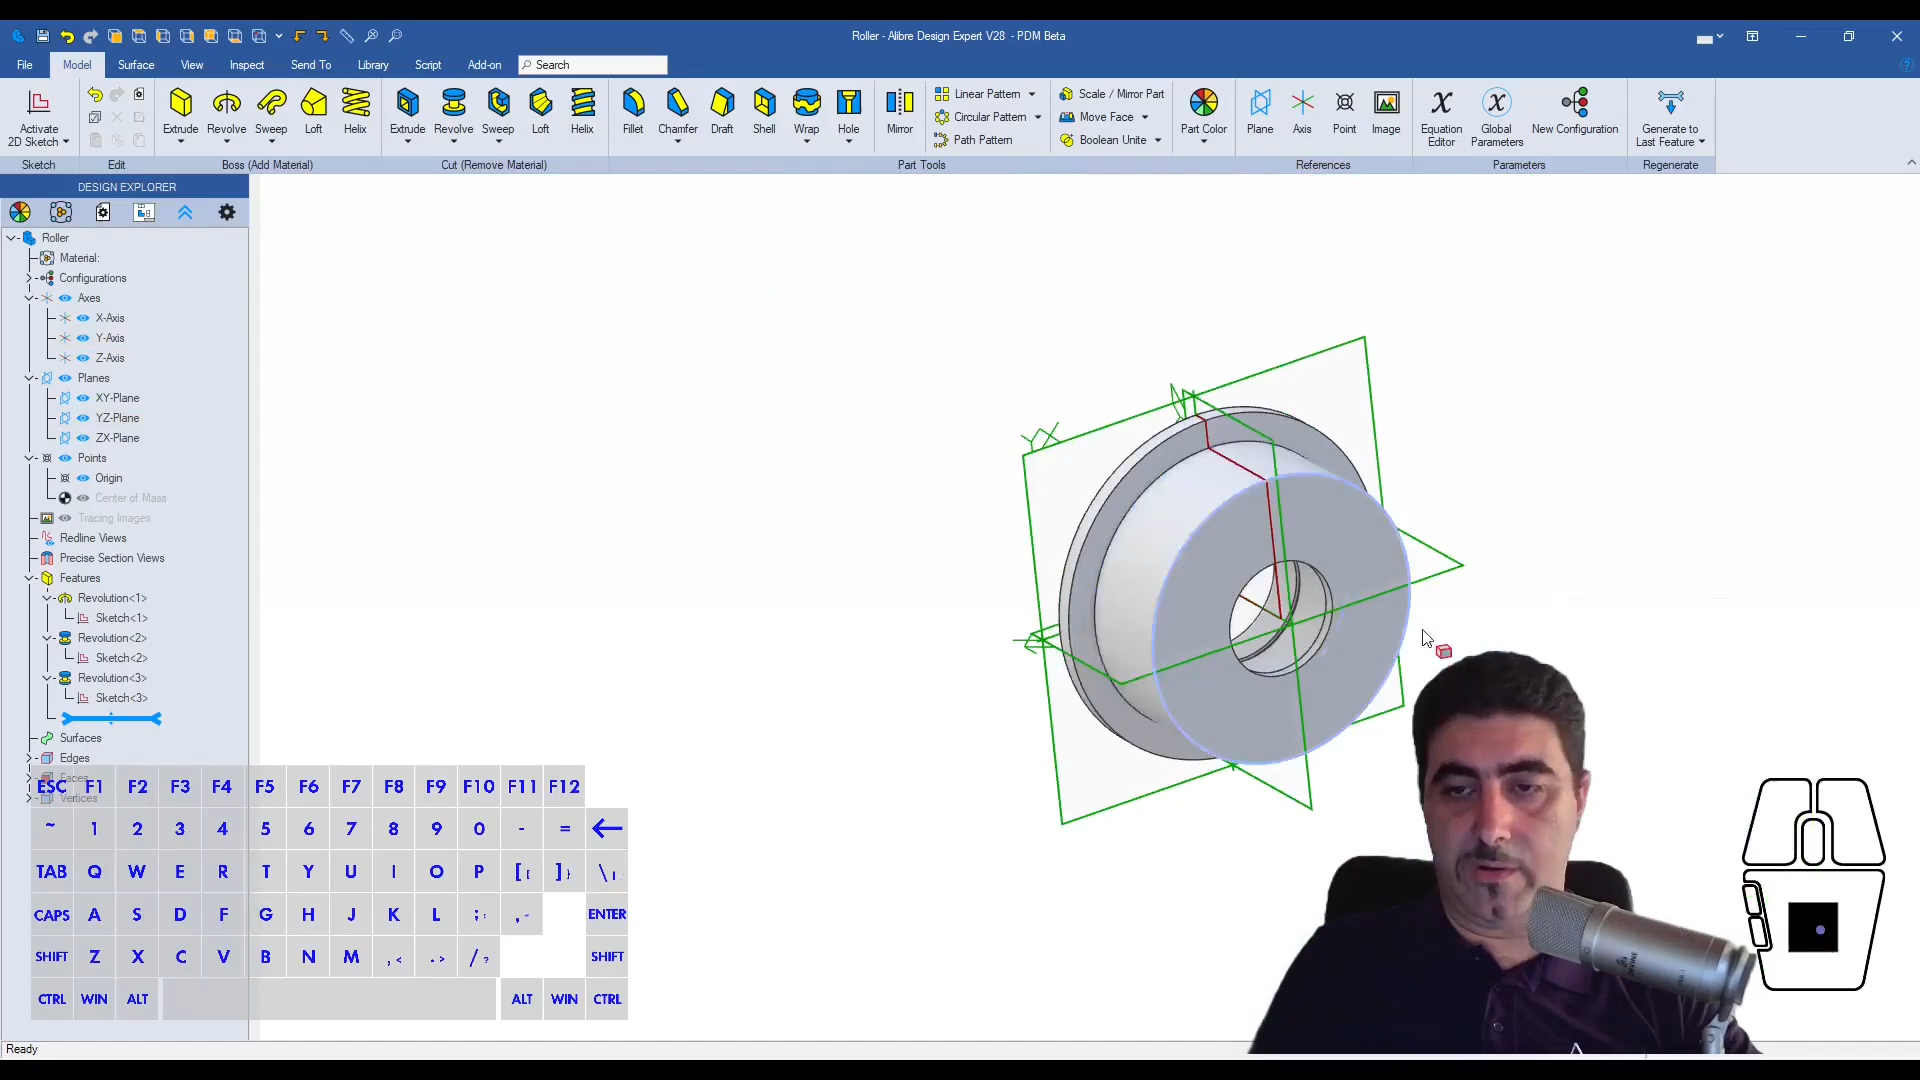 Roller - Alibre Design Expert V28 - PDM Beta
File Model Surface View Inspect Send To Library Script Add-on Search
Activate 2D Sketch
Extrude Revolve Sweep Loft Helix
Extrude Revolve Sweep Loft Helix
Fillet Chamfer Draft Shell Wrap Hole Mirror
Linear Pattern
Circular Pattern
Path Pattern
Scale / Mirror Part
Move Face
Boolean Unite
Part Color
Plane Axis Point Image
Equation Editor
Global Parameters
New Configuration
Generate to Last Feature
Sketch Edit Boss (Add Material) Cut (Remove Material) Part Tools References Parameters Regenerate
DESIGN EXPLORER
Roller
Material:
Configurations
Axes
X-Axis
Y-Axis
Z-Axis
Planes
XY-Plane
YZ-Plane
ZX-Plane
Points
Origin
Center of Mass
Tracing Images
Redline Views
Precise Section Views
Features
Revolution<1>
Sketch<1>
Revolution<2>
Sketch<2>
Revolution<3>
Sketch<3>
Surfaces
Edges
Faces
Vertices
ESC F1 F2 F3 F4 F5 F6 F7 F8 F9 F10 F11 F12
~ 1 2 3 4 5 6 7 8 9 0 - =
TAB Q W E R T Y U I O P [ ] \
CAPS A S D F G H J K L ; ENTER
SHIFT Z X C V B N M , < . > / ? SHIFT
CTRL WIN ALT ALT WIN CTRL
Ready